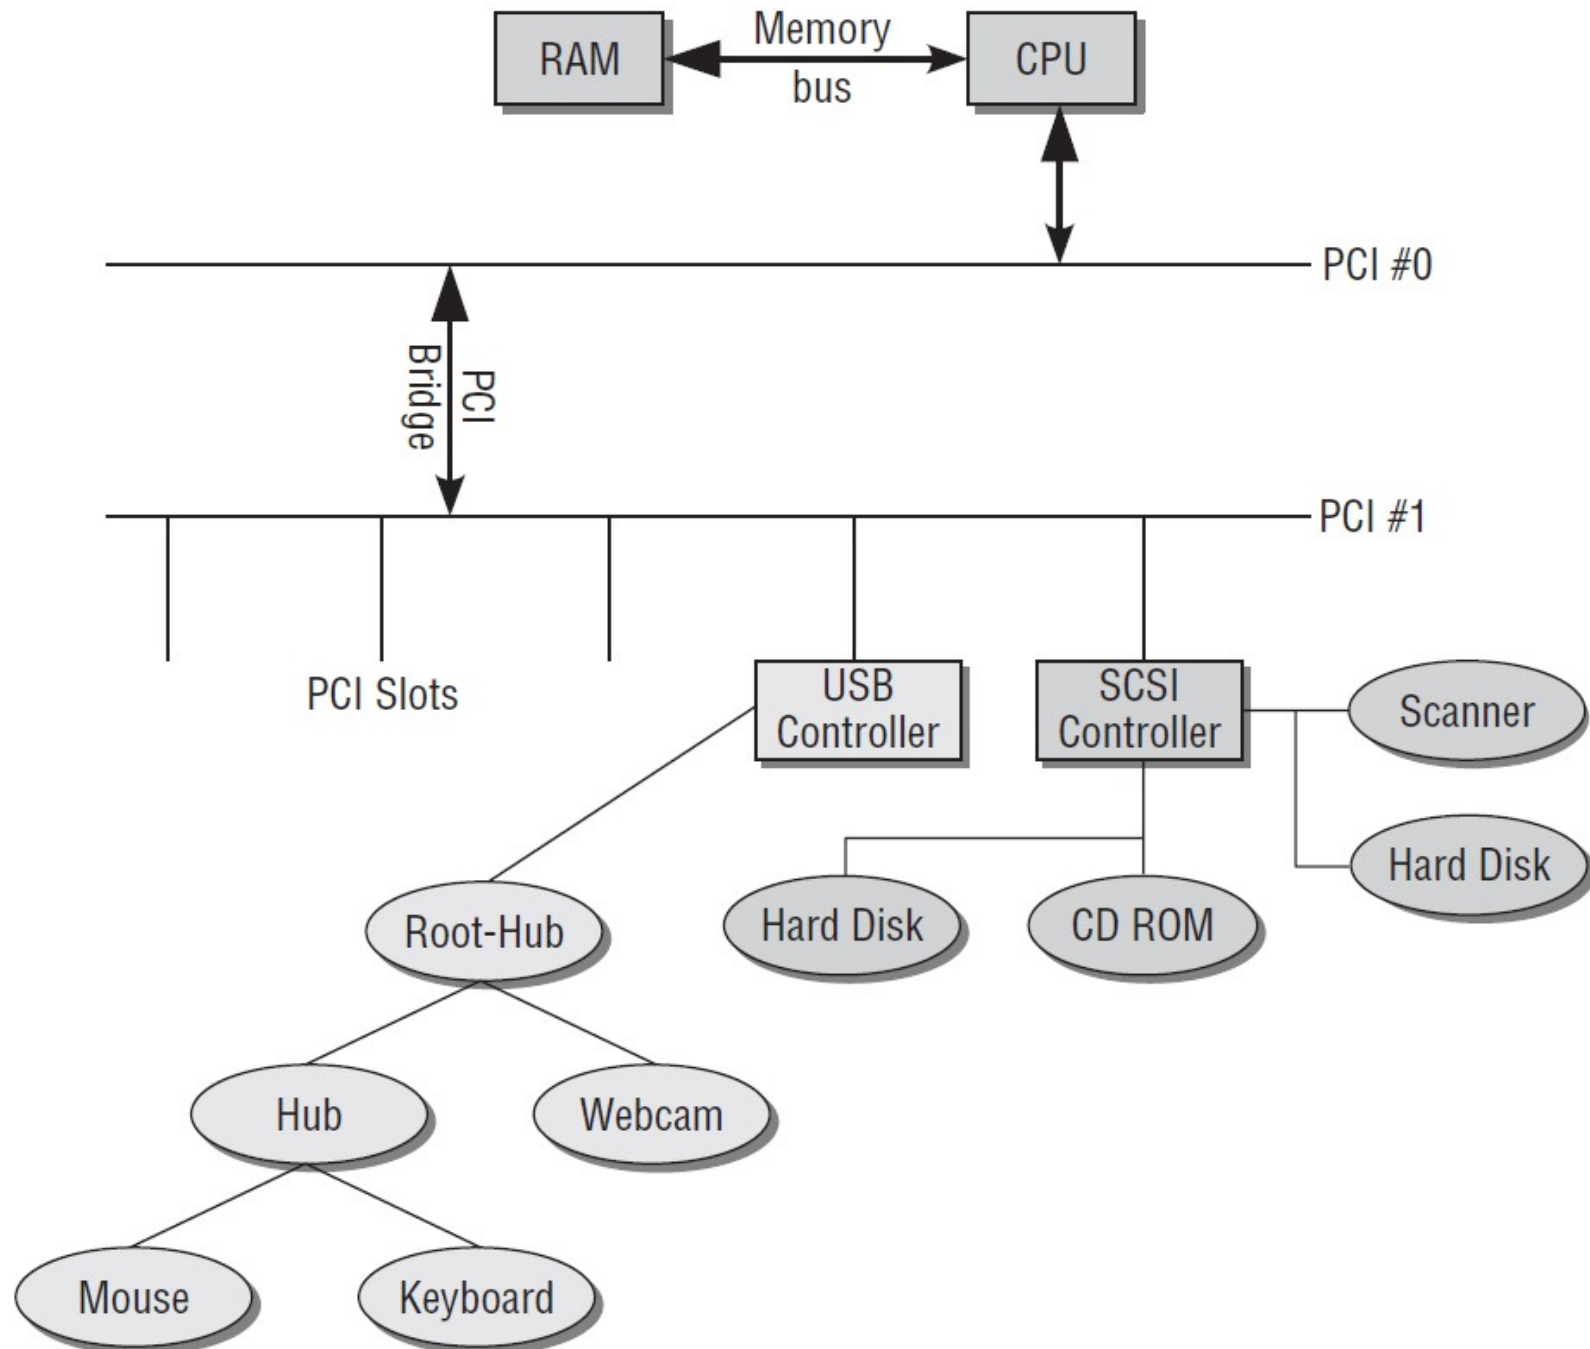 RAM
Memory
bus
CPU
PCI #0
PCI
Bridge
PCI #1
PCI Slots
USB
Controller
SCSI
Controller
Scanner
Hard Disk
Root-Hub
Hard Disk
CD ROM
Hub
Webcam
Mouse
Keyboard